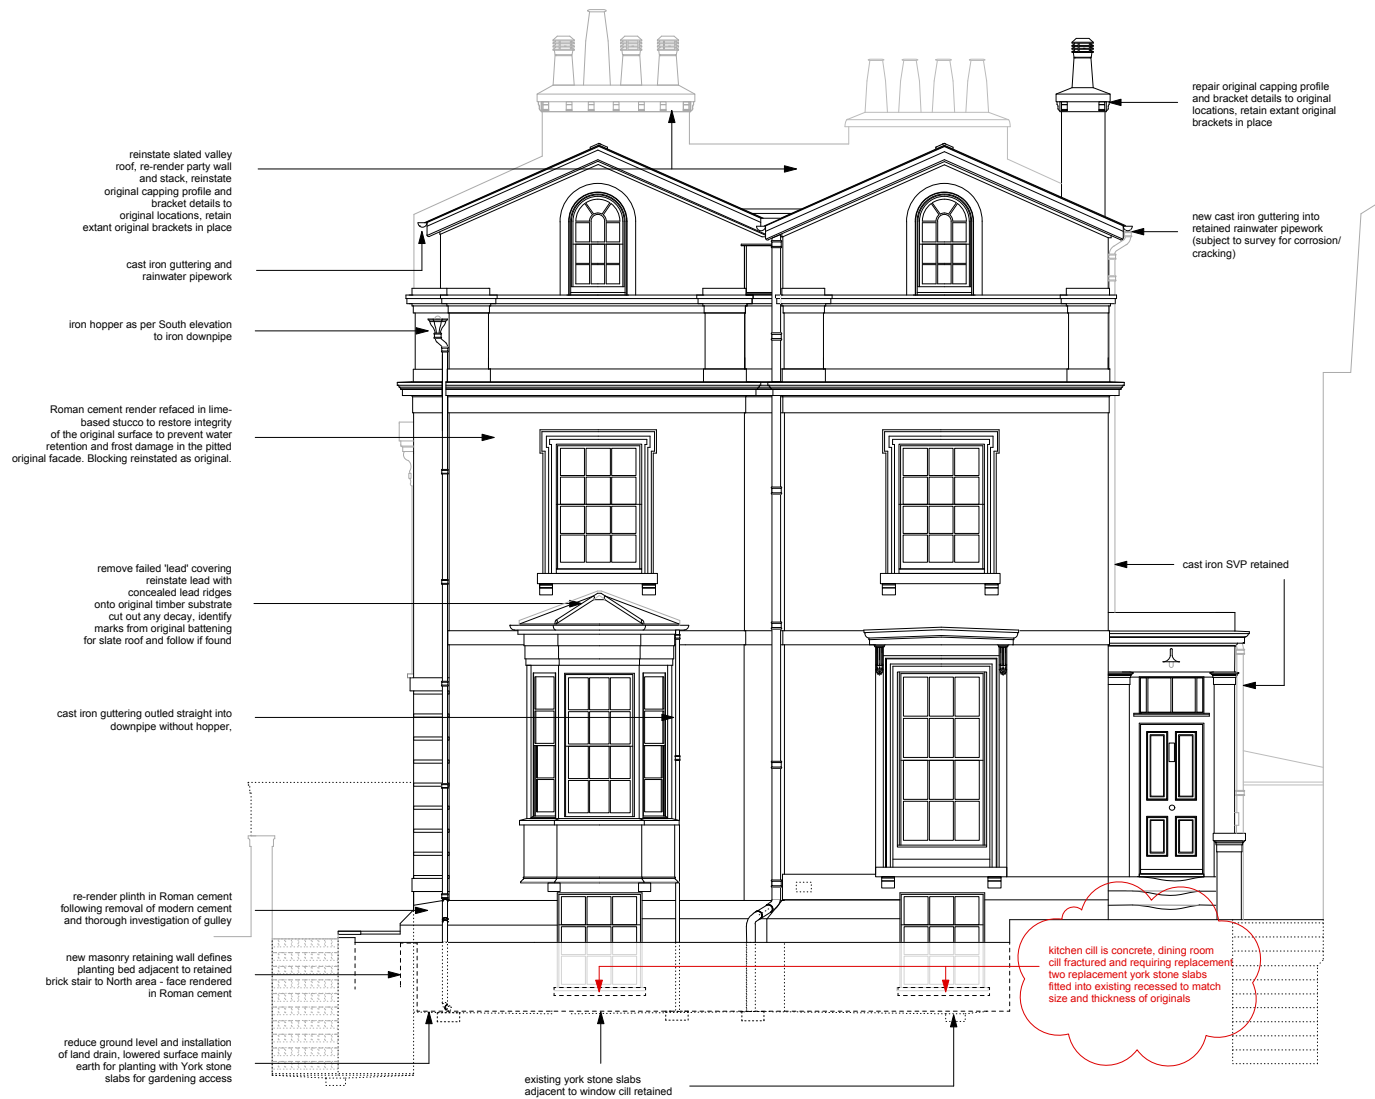 repair original capping profile
and bracket details to original
locations, retain extant original
brackets in place
reinstate slated valley
roof, re-render party wall
and stack, reinstate
original capping profile and
bracket details to
original locations, retain
extant original brackets in place
new cast iron guttering into
retained rainwater pipework
(subject to survey for corrosion/
cracking)
cast iron guttering and
rainwater pipework
iron hopper as per South elevation
to iron downpipe
Roman cement render refaced in lime-
based stucco to restore integrity
of the original surface to prevent water
retention and frost damage in the pitted
original facade. Blocking reinstated as original.
remove failed 'lead' covering
reinstate lead with
concealed lead ridges
onto original timber substrate
cut out any decay, identify
marks from original battening
for slate roof and follow if found
cast iron SVP retained
cast iron guttering outled straight into
downpipe without hopper,
re-render plinth in Roman cement
following removal of modern cement
and thorough investigation of gulley
new masonry retaining wall defines
planting bed adjacent to retained
brick stair to North area - face rendered
in Roman cement
kitchen cill is concrete, dining room
cill fractured and requiring replacement
two replacement york stone slabs
fitted into existing recessed to match
size and thickness of originals
reduce ground level and installation
of land drain, lowered surface mainly
earth for planting with York stone
slabs for gardening access
existing york stone slabs
adjacent to window cill retained